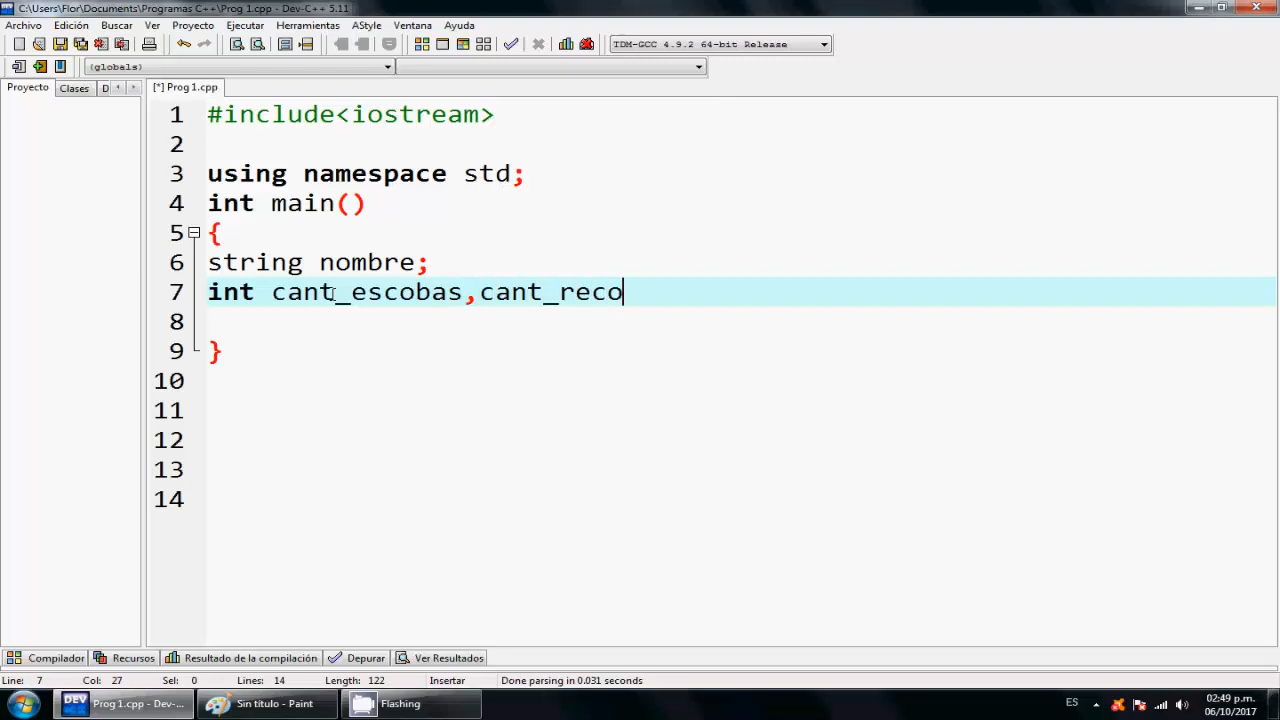 C:\Users\Flor\Documents\Programas C++\Prog 1.cpp - Dev-C++ 5.11
Archivo Edición Buscar Ver Proyecto Ejecutar Herramientas AStyle Ventana Ayuda
TDM-GCC 4.9.2 64-bit Release
(globals)
Proyecto Clases D [*] Prog 1.cpp
1 #include<iostream>
2
3 using namespace std;
4 int main()
5 {
6 string nombre;
7 int cant_escobas,cant_reco
8
9 }
10
11
12
13
14
Compilador Recursos Resultado de la compilación Depurar Ver Resultados
Line: 7 Col: 27 Sel: 0 Lines: 14 Length: 122 Insertar Done parsing in 0.031 seconds
DEV Prog 1.cpp - Dev-... Sin título - Paint Flashing ES 02:49 p.m.
06/10/2017